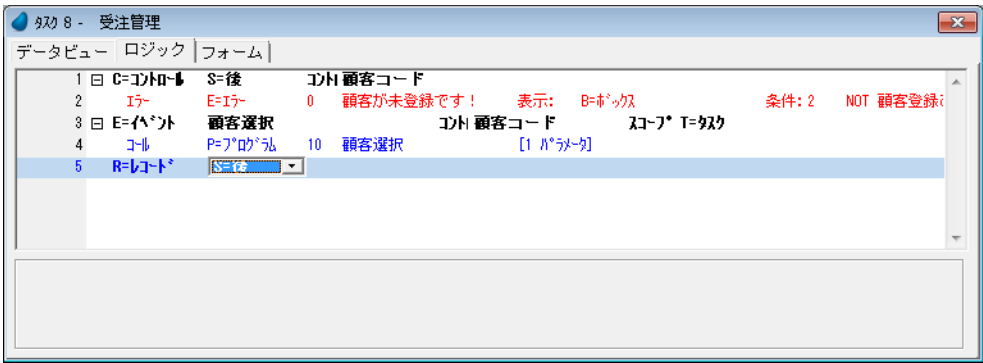 ﾀｽｸ 8 - 受注管理
データビュー ロジック フォーム
1 C=ｺﾝﾄﾛｰﾙ S=後 ｺﾝﾄﾛ 顧客コード
2 ｴﾗｰ E=ｴﾗｰ 0 顧客が未登録です! 表示: B=ﾎﾞｯｸｽ 条件: 2 NOT 顧客登録
3 E=ｲﾍﾞﾝﾄ 顧客選択 ｺﾝﾄﾛ 顧客コード ｽｺｰﾌﾟ T=ﾀｽｸ
4 ｺｰﾙ P=ﾌﾟﾛｸﾞﾗﾑ 10 顧客選択 [1 ﾊﾟﾗﾒｰﾀ]
5 R=ﾚｺｰﾄﾞ S=後